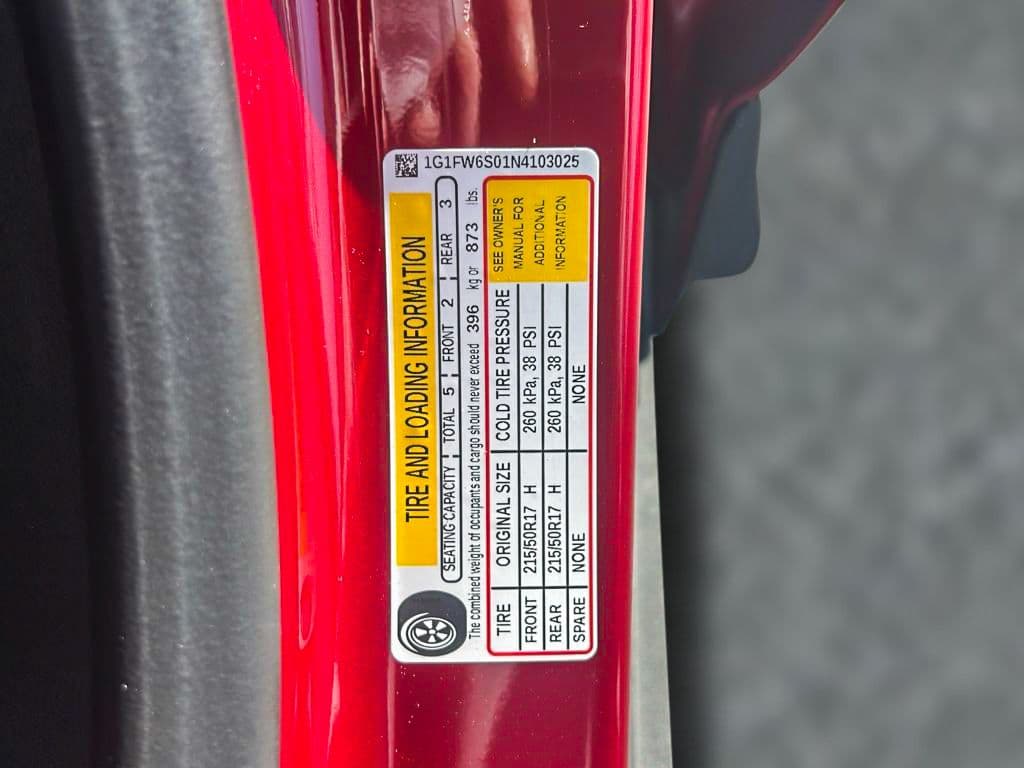 1G1FW6S01N4103025
TIRE AND LOADING INFORMATION
SEATING CAPACITY TOTAL 5 FRONT 2 REAR 3
The combined weight of occupants and cargo should never exceed 396 kg or 873 lbs.
TIRE ORIGINAL SIZE COLD TIRE PRESSURE
FRONT 215/50R17 H 260 kPa, 38 PSI
REAR 215/50R17 H 260 kPa, 38 PSI
SPARE NONE NONE
SEE OWNER'S
MANUAL FOR
ADDITIONAL
INFORMATION